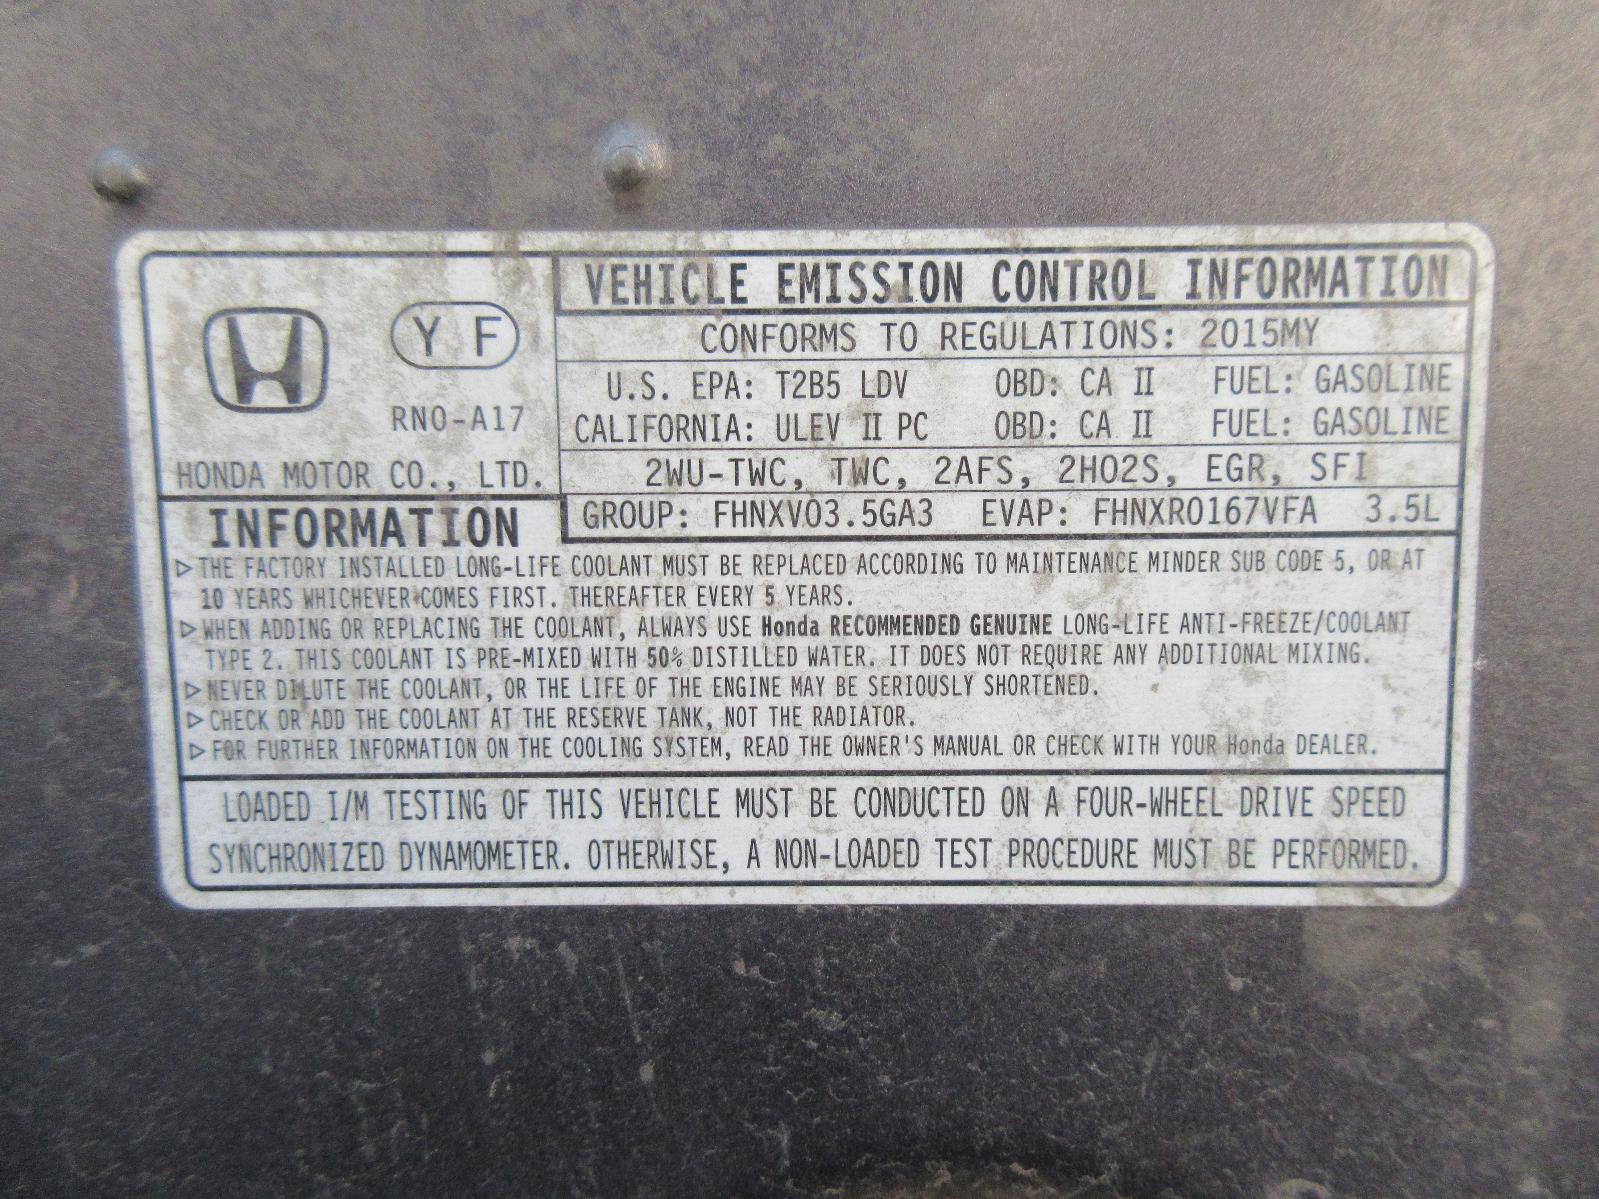 VEHICLE EMISSION CONTROL INFORMATION
Y F
RNO-A17
HONDA MOTOR CO., LTD.
CONFORMS TO REGULATIONS: 2015MY
U.S. EPA: T2B5 LDV OBD: CA II FUEL: GASOLINE
CALIFORNIA: ULEV II PC OBD: CA II FUEL: GASOLINE
2WU-TWC, TWC, 2AFS, 2HO2S, EGR, SFI
GROUP: FHNXV03.5GA3 EVAP: FHNXR0167VFA 3.5L
INFORMATION
▷THE FACTORY INSTALLED LONG-LIFE COOLANT MUST BE REPLACED ACCORDING TO MAINTENANCE MINDER SUB CODE 5, OR AT
10 YEARS WHICHEVER COMES FIRST. THEREAFTER EVERY 5 YEARS.
▷WHEN ADDING OR REPLACING THE COOLANT, ALWAYS USE Honda RECOMMENDED GENUINE LONG-LIFE ANTI-FREEZE/COOLANT
TYPE 2. THIS COOLANT IS PRE-MIXED WITH 50% DISTILLED WATER. IT DOES NOT REQUIRE ANY ADDITIONAL MIXING.
▷NEVER DILUTE THE COOLANT, OR THE LIFE OF THE ENGINE MAY BE SERIOUSLY SHORTENED.
▷CHECK OR ADD THE COOLANT AT THE RESERVE TANK, NOT THE RADIATOR.
▷FOR FURTHER INFORMATION ON THE COOLING SYSTEM, READ THE OWNER'S MANUAL OR CHECK WITH YOUR Honda DEALER.
LOADED I/M TESTING OF THIS VEHICLE MUST BE CONDUCTED ON A FOUR-WHEEL DRIVE SPEED
SYNCHRONIZED DYNAMOMETER. OTHERWISE, A NON-LOADED TEST PROCEDURE MUST BE PERFORMED.